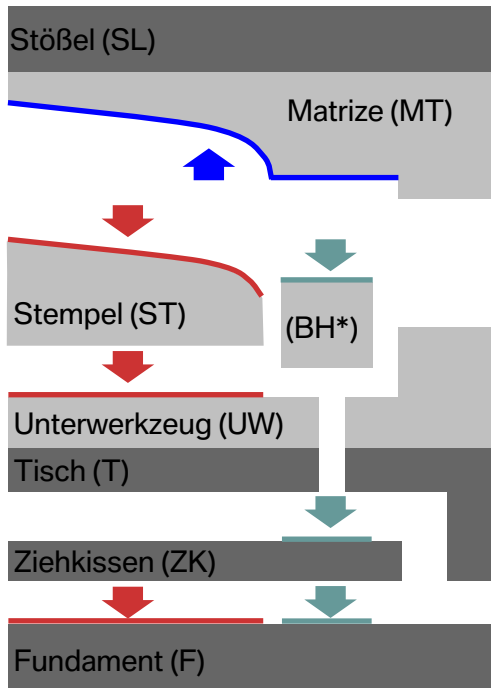 Stößel (SL)
Matrize (MT)
Stempel (ST)
(BH*)
Unterwerkzeug (UW)
Tisch (T)
Ziehkissen (ZK)
Fundament (F)